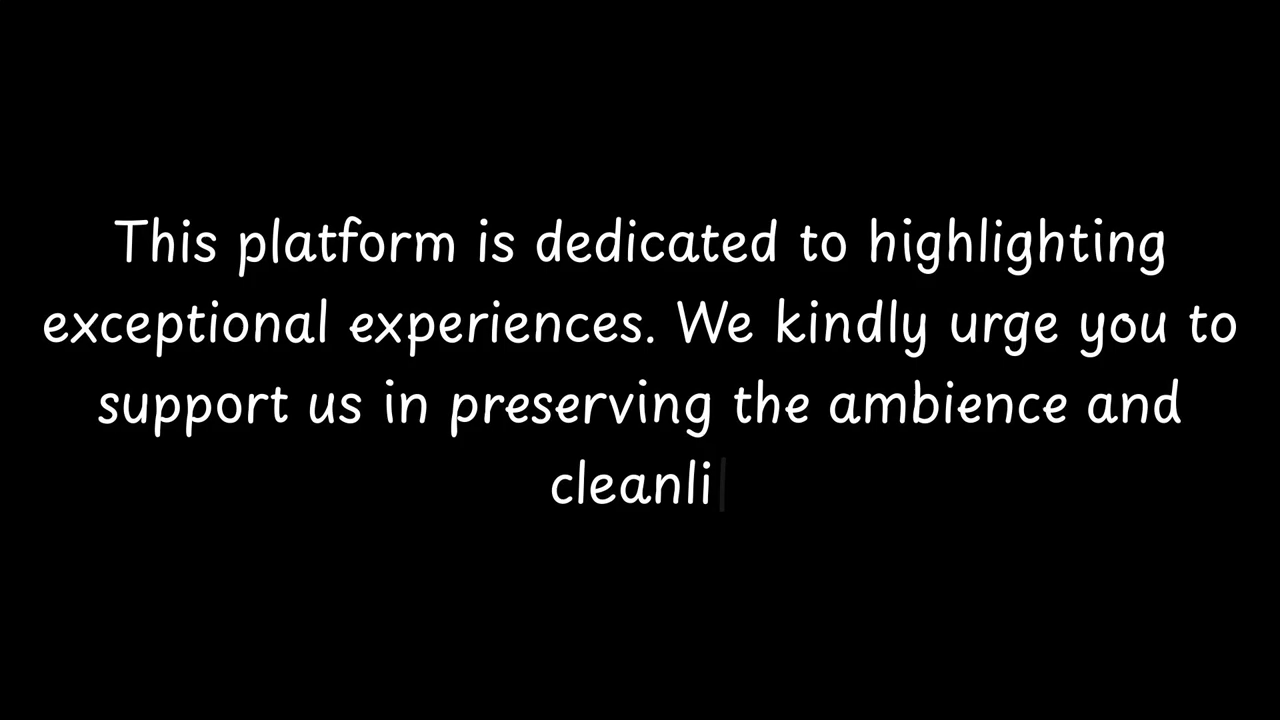 This platform is dedicated to highlighting
exceptional experiences. We kindly urge you to
support us in preserving the ambience and
cleanli